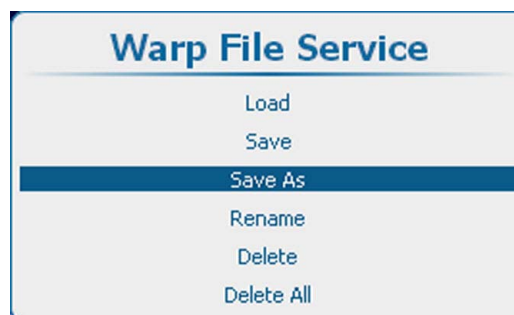 Warp File Service
Load
Save
Save As
Rename
Delete
Delete All